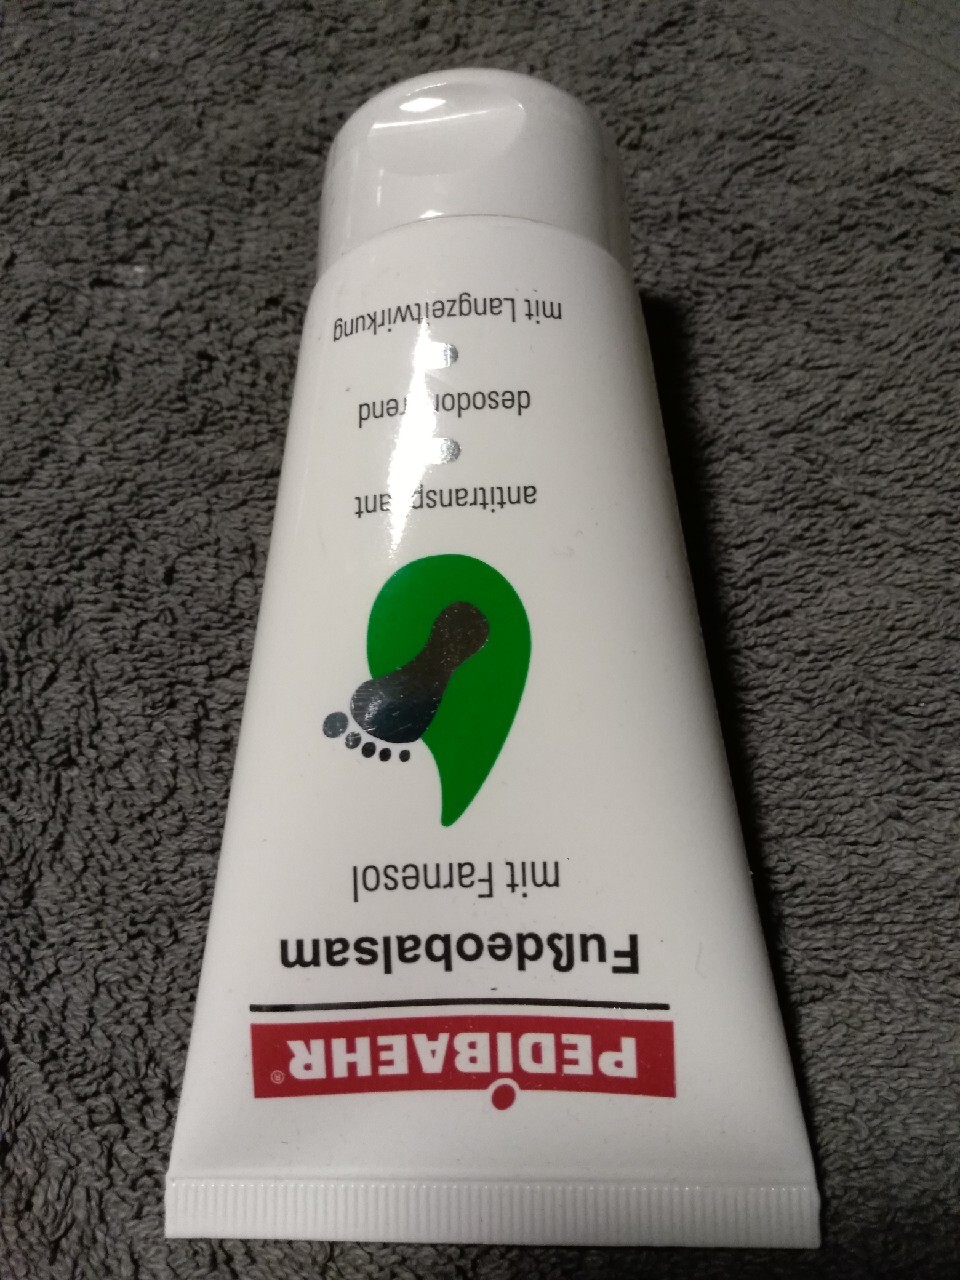 PEDIBAEHR®
Fußdeobalsam
mit Farnesol
antitranspirant
desodorierend
mit Langzeitwirkung